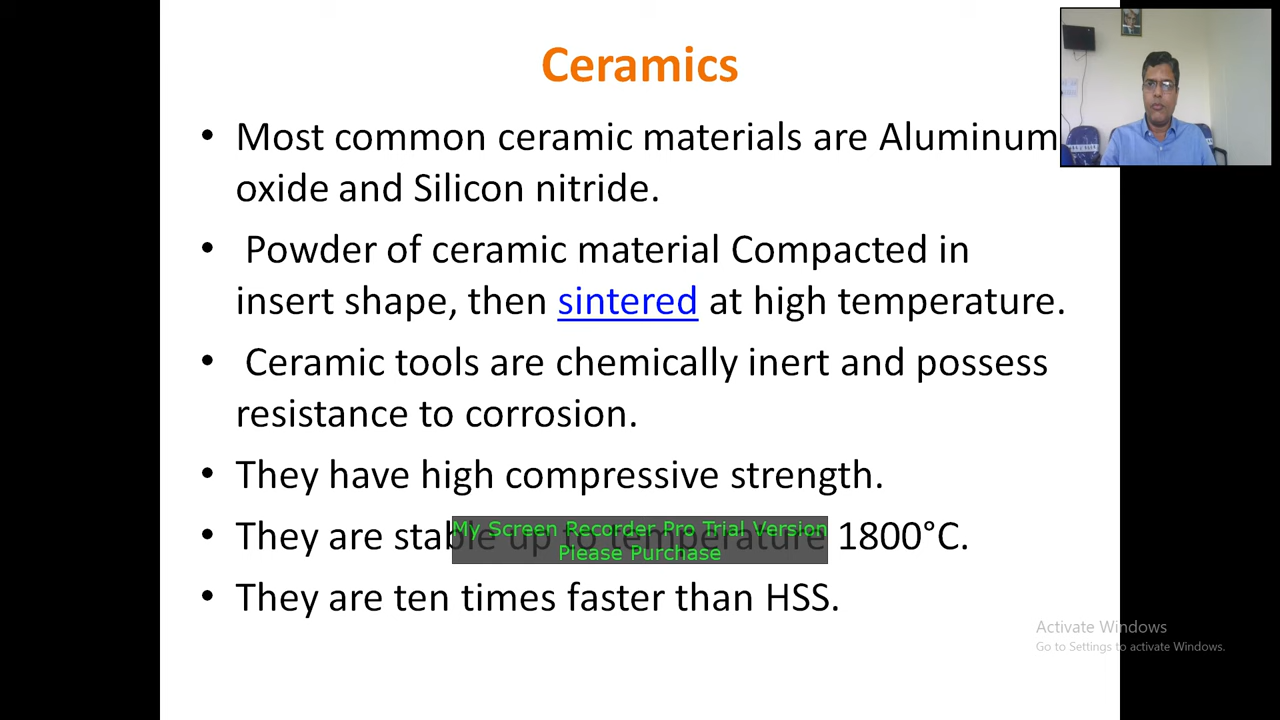 Ceramics
• Most common ceramic materials are Aluminum
oxide and Silicon nitride.
• Powder of ceramic material Compacted in
insert shape, then sintered at high temperature.
• Ceramic tools are chemically inert and possess
resistance to corrosion.
• They have high compressive strength.
• They are stable up to temperature 1800°C.
My Screen Recorder Pro Trial Version
Please Purchase
• They are ten times faster than HSS.
Activate Windows
Go to Settings to activate Windows.